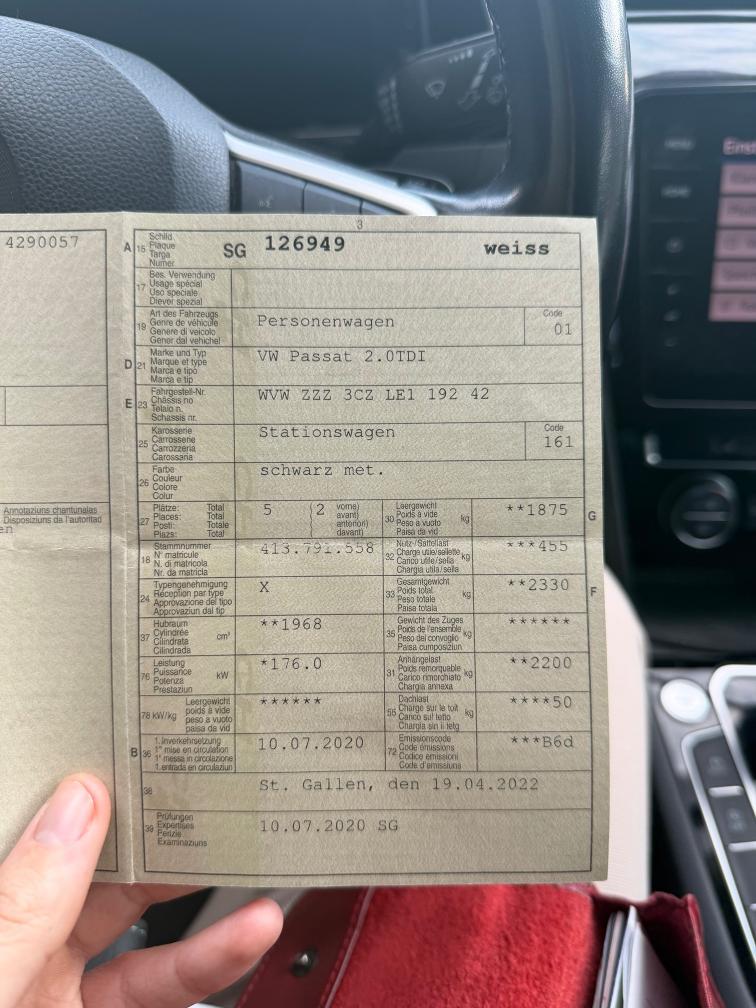 3
4290057
A 15 Schild Plaque Targa Numer SG 126949 weiss
17 Bes. Verwendung Usage spécial Uso speciale Diever spezial
19 Art des Fahrzeugs Genre de véhicule Genere di veicolo Gener dal vehichel Personenwagen Code 01
D 21 Marke und Typ Marque et type Marca e tipo Marca e tip VW Passat 2.0TDI
E 23 Fahrgestell-Nr. Châssis no Telaio n. Schassis nr. WVW ZZZ 3CZ LE1 192 42
25 Karosserie Carrosserie Carrozzeria Carossaria Stationswagen Code 161
26 Farbe Couleur Colore Colur schwarz met.
27 Plätze: Total Places: Total Posti: Totale Plazs: Total 5 2 (vorne) avant) anteriori) davant) 30 Leergewicht Poids à vide Peso a vuoto Paisa da vid kg **1875 G
18 Stammnummer N° matricule N. di matricola Nr. da matricla 413.791.558 32 Nutz-/Sattellast Charge utile/sellette Carico utile/sella Chargia utila/sella kg ***455
24 Typengenehmigung Réception par type Approvazione del tipo Approvaziun dal tip X 33 Gesamtgewicht Poids total Peso totale Paisa totala kg **2330 F
37 Hubraum Cylindrée Cilindrata Cilindrada cm³ **1968 35 Gewicht des Zuges Poids de l'ensemble Peso del convoglio Paisa cumposiziun kg ******
76 Leistung Puissance Potenza Prestaziun kW *176.0 31 Anhängelast Poids remorquable Carico rimorchiato Chargia annexa kg **2200
78 kW/kg Leergewicht poids à vide peso a vuoto paisa da vid ****** 55 Dachlast Charge sur le toit Carico sul tetto Chargia sin il tetg kg ****50
B 36 1. Inverkehrsetzung 1re mise en circulation 1a messa in circolazione 1. entrada en circulaziun 10.07.2020 72 Emissionscode Code émissions Codice emissioni Code d'emissiuns ***B6d
38 St. Gallen, den 19.04.2022
39 Prüfungen Expertises Perizie Examinaziuns 10.07.2020 SG
Annotaziuns chantunalas
Disposiziuns da l'autoritad
en
MENU
Einst